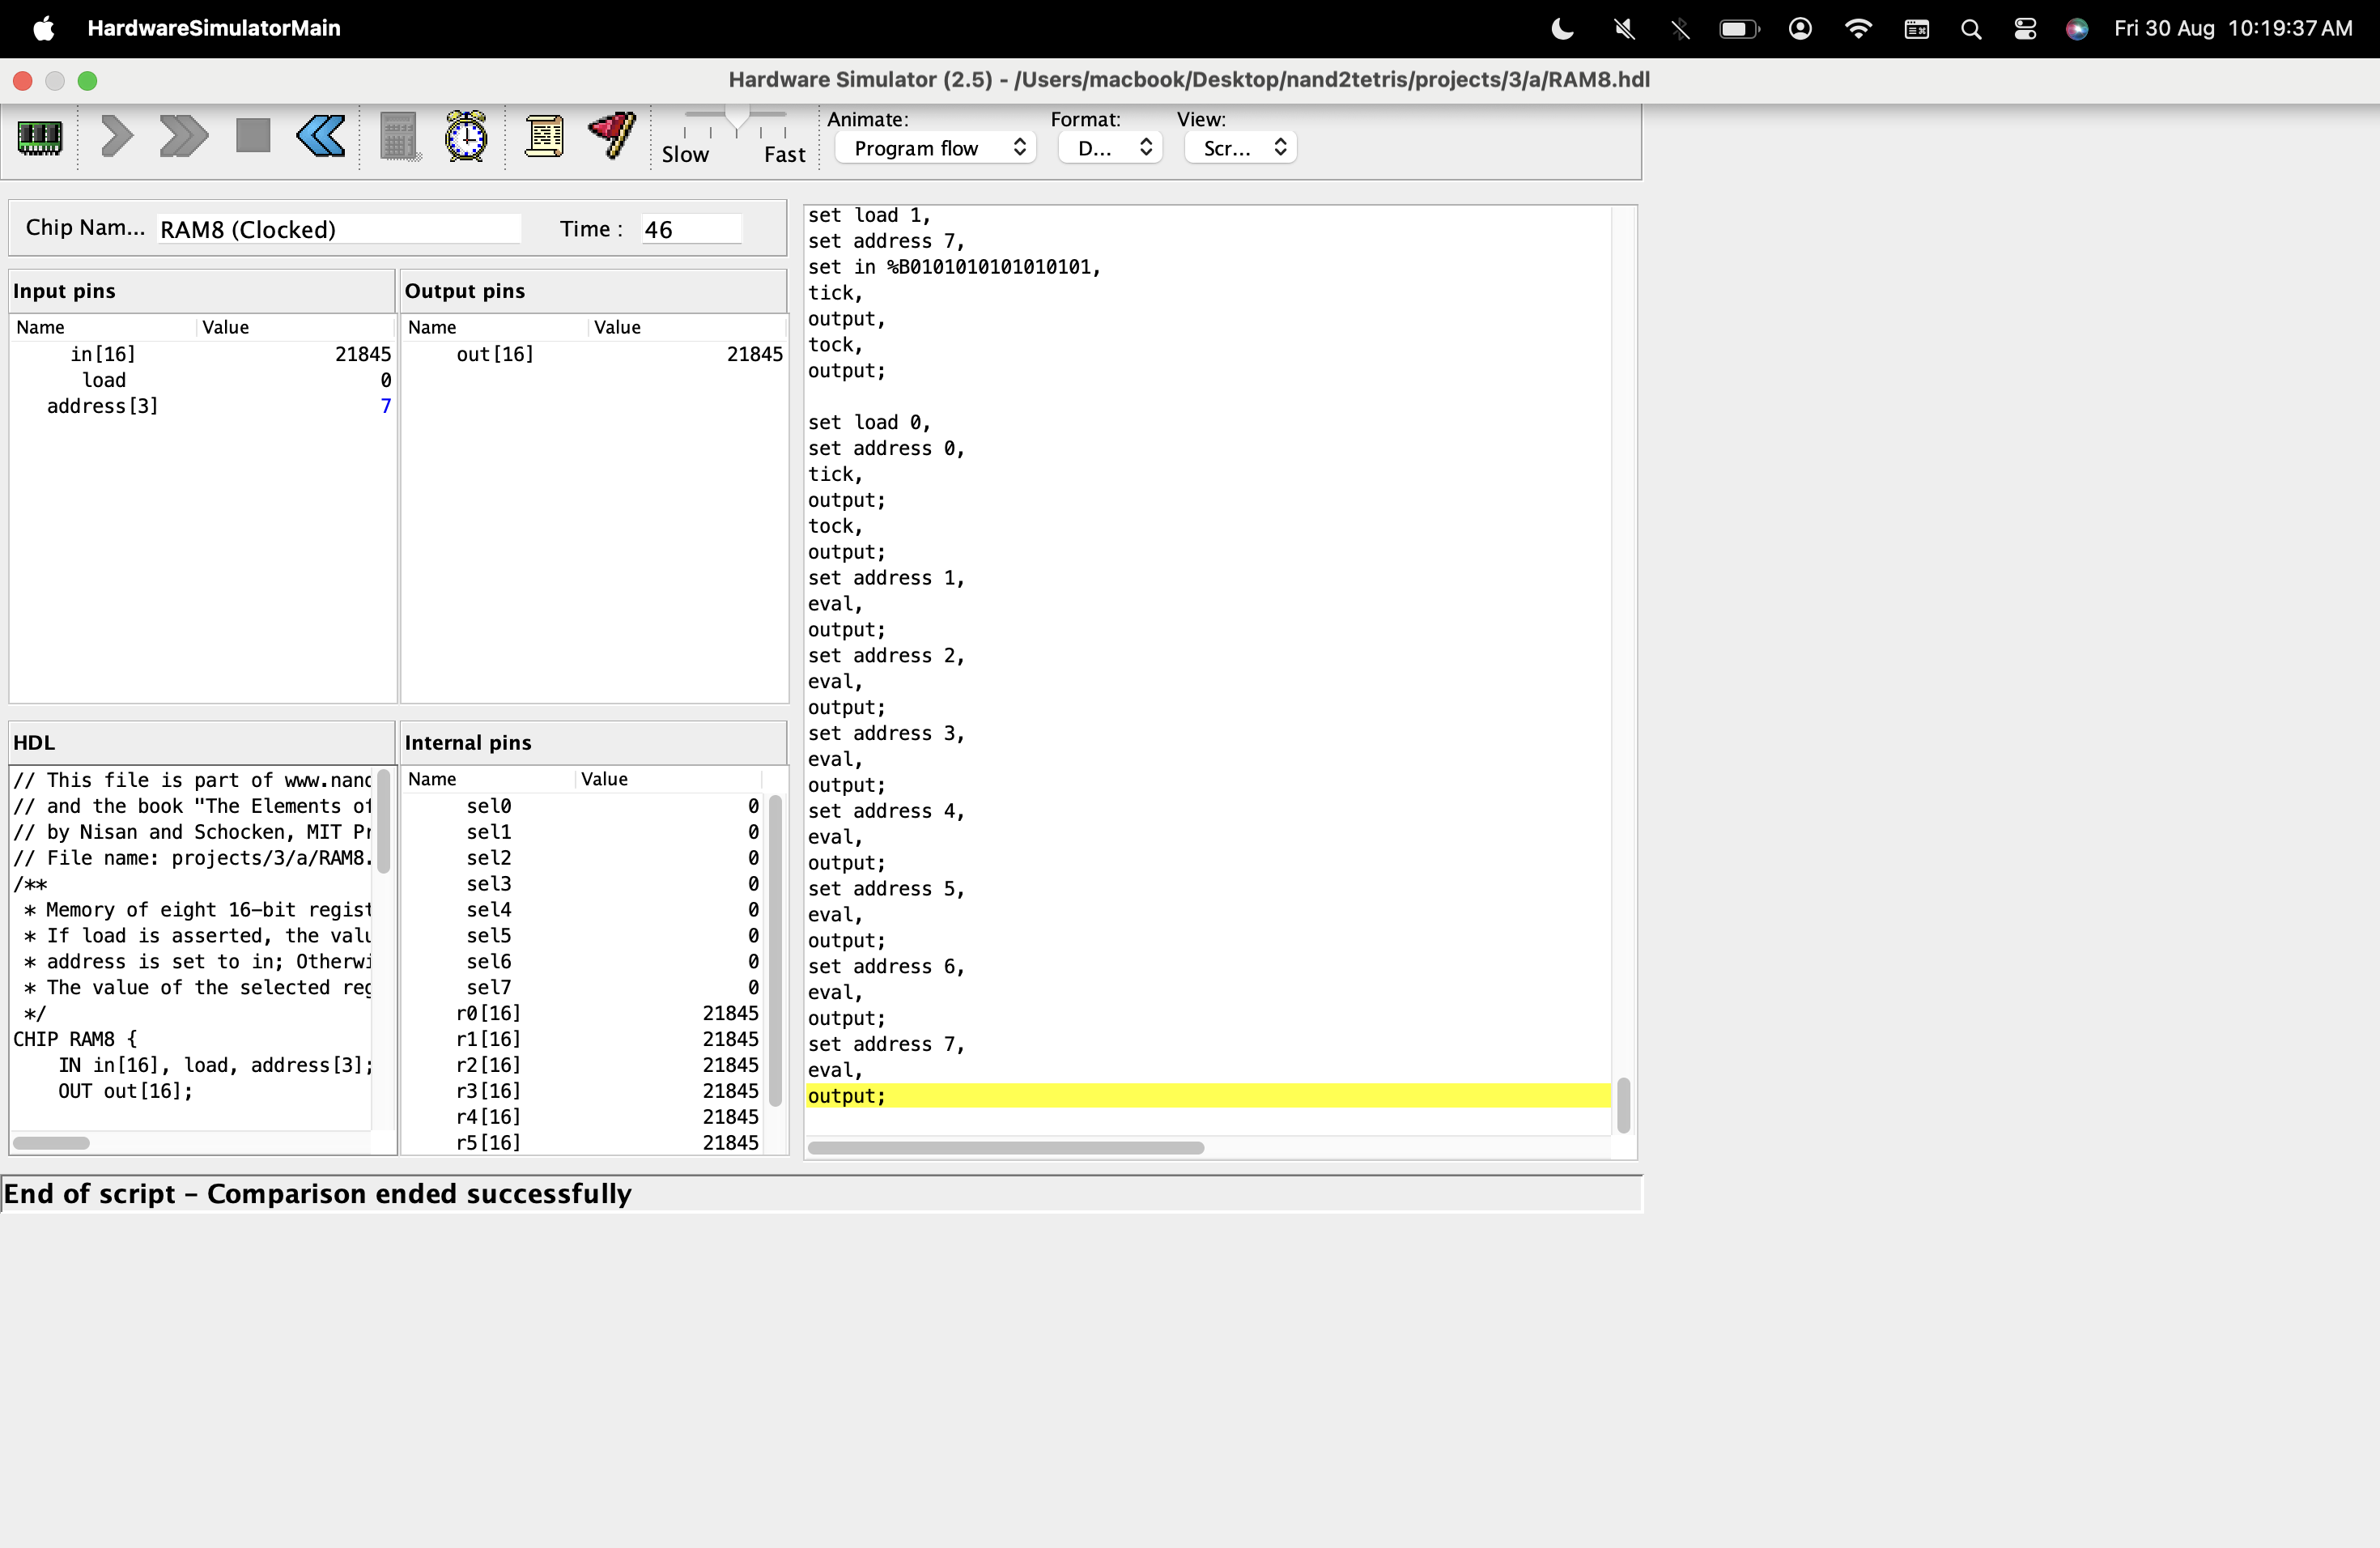 HardwareSimulatorMain
Fri 30 Aug 10:19:37 AM
Hardware Simulator (2.5) - /Users/macbook/Desktop/nand2tetris/projects/3/a/RAM8.hdl
Slow
Fast
Animate:
Program flow
Format:
D...
View:
Scr...
Chip Nam...
RAM8 (Clocked)
Time :
46
Input pins
Name Value
in[16] 21845
load 0
address[3] 7
Output pins
Name Value
out[16] 21845
HDL
// This file is part of www.nand
// and the book "The Elements of
// by Nisan and Schocken, MIT Pr
// File name: projects/3/a/RAM8.
/**
* Memory of eight 16-bit regist
* If load is asserted, the valu
* address is set to in; Otherwi
* The value of the selected reg
*/
CHIP RAM8 {
IN in[16], load, address[3];
OUT out[16];
Internal pins
Name Value
sel0 0
sel1 0
sel2 0
sel3 0
sel4 0
sel5 0
sel6 0
sel7 0
r0[16] 21845
r1[16] 21845
r2[16] 21845
r3[16] 21845
r4[16] 21845
r5[16] 21845
set load 1,
set address 7,
set in %B0101010101010101,
tick,
output,
tock,
output;
set load 0,
set address 0,
tick,
output;
tock,
output;
set address 1,
eval,
output;
set address 2,
eval,
output;
set address 3,
eval,
output;
set address 4,
eval,
output;
set address 5,
eval,
output;
set address 6,
eval,
output;
set address 7,
eval,
output;
End of script - Comparison ended successfully